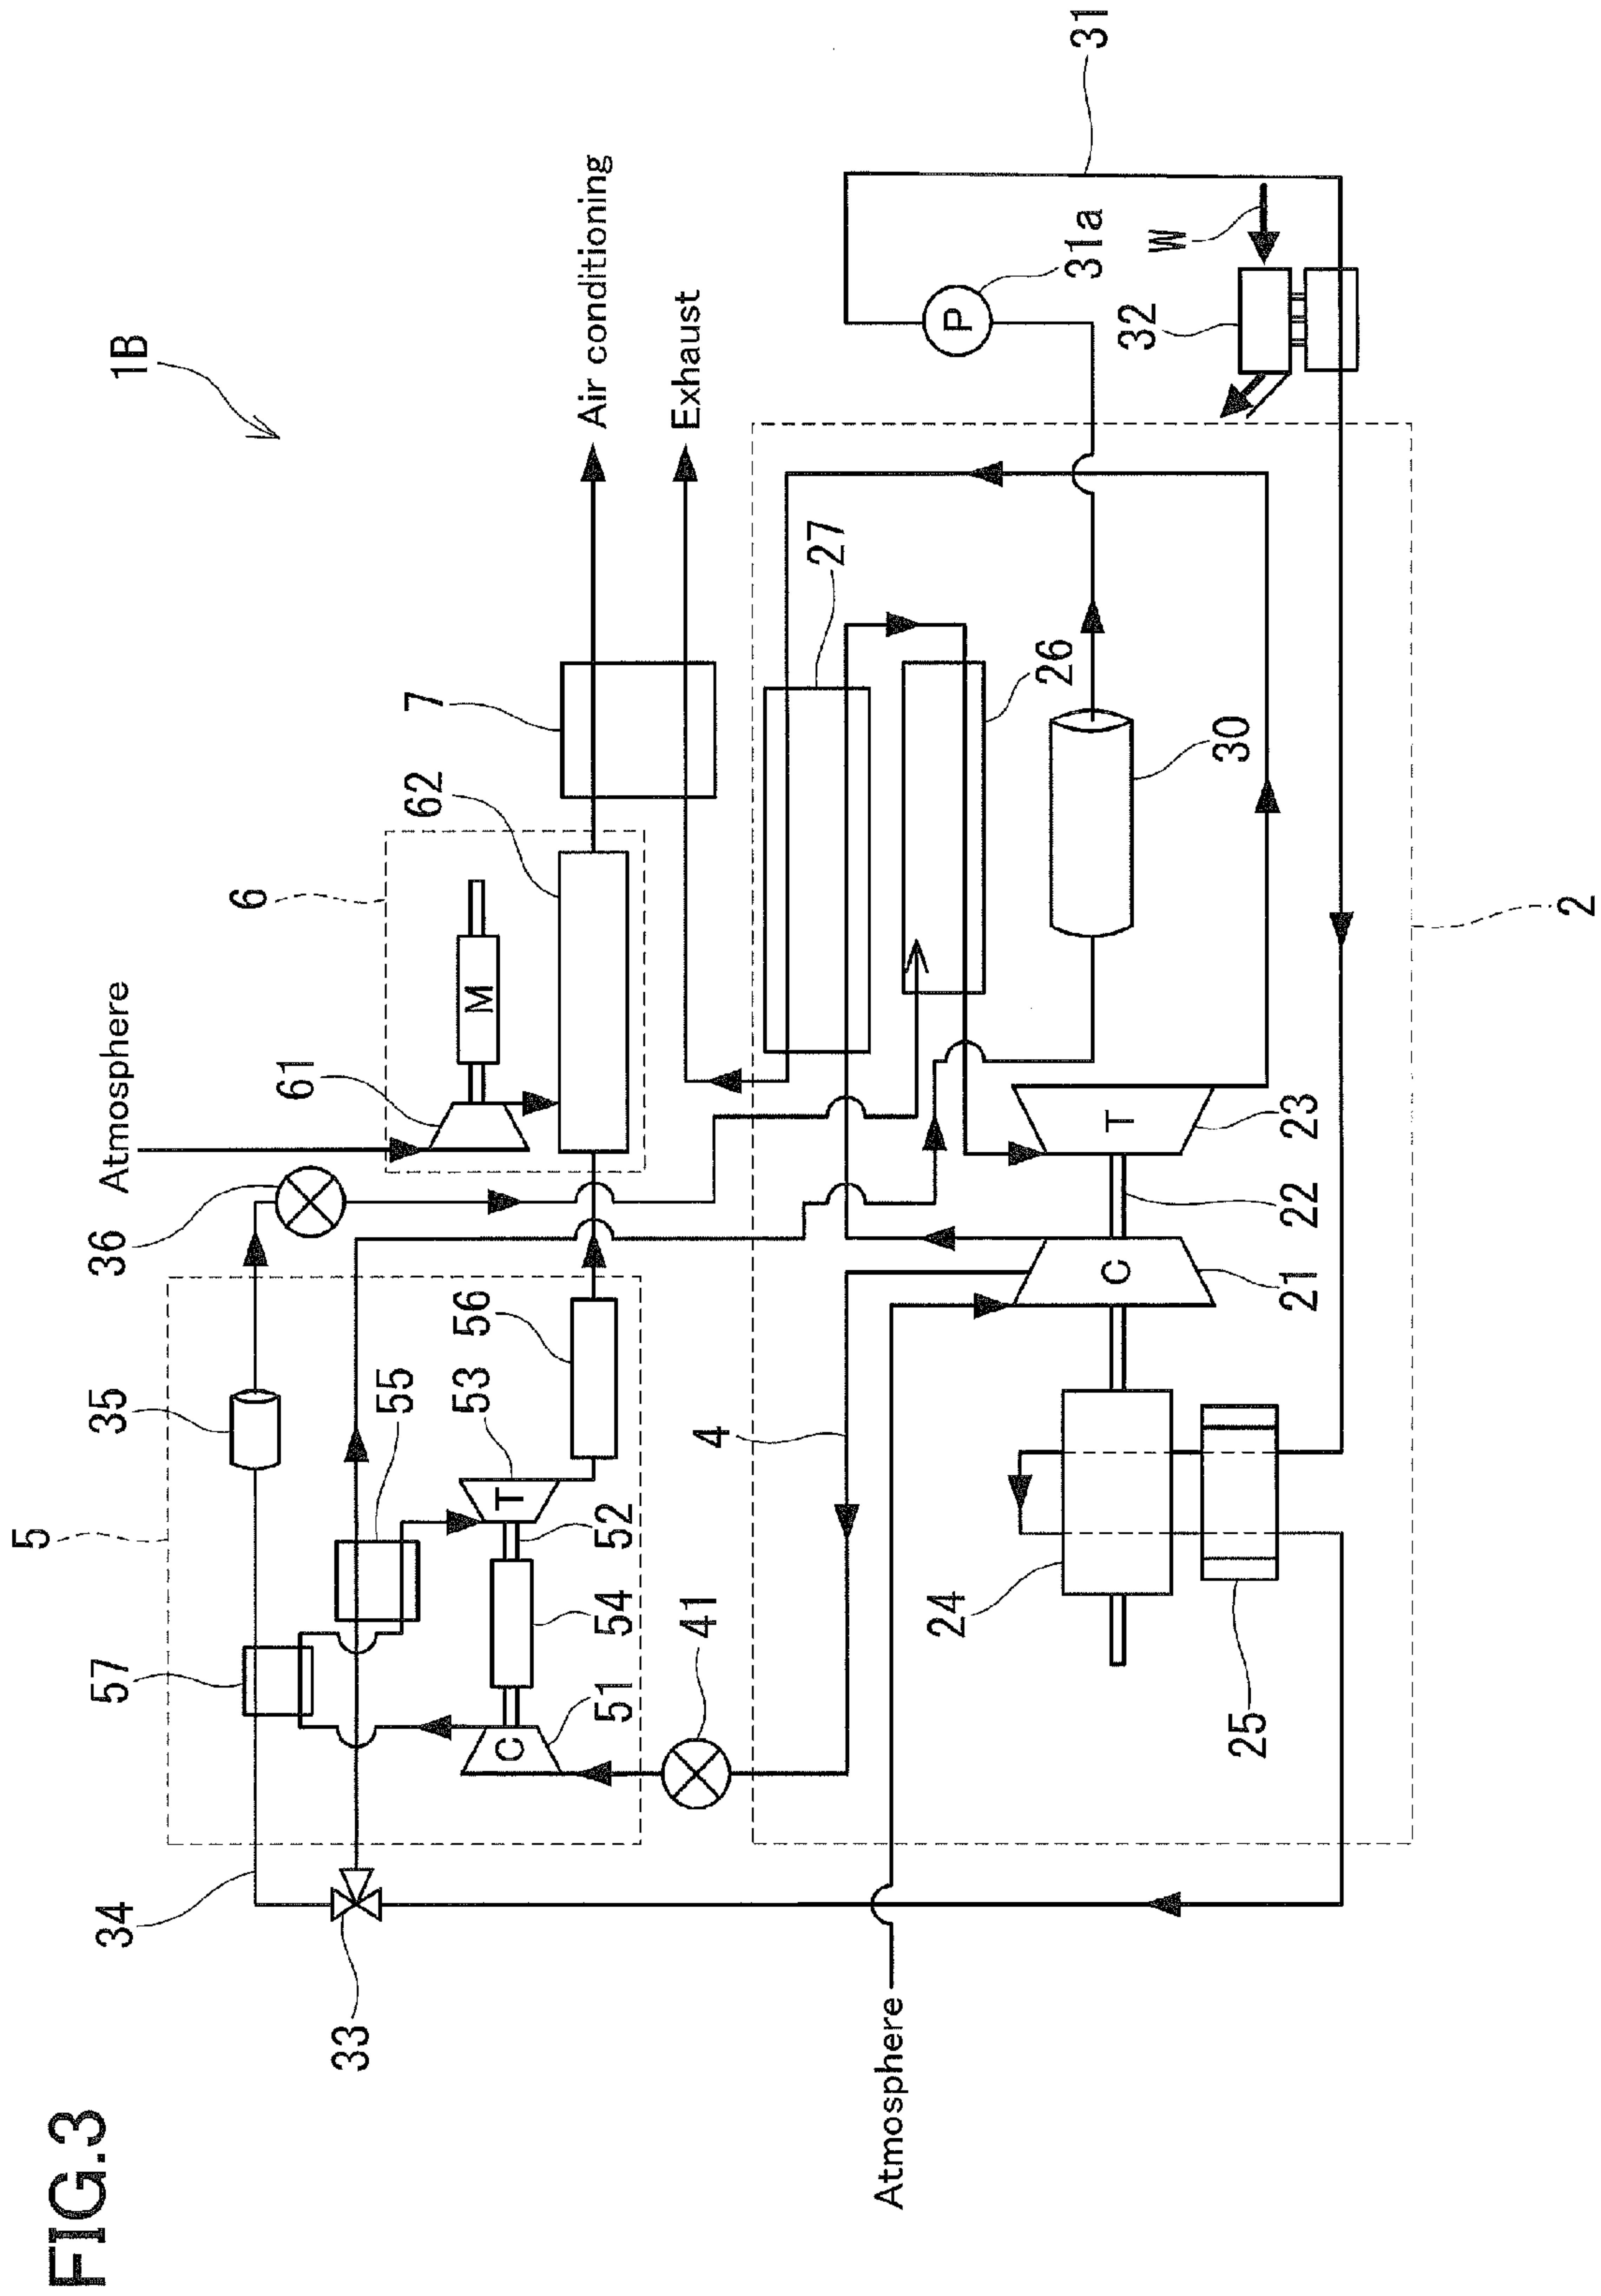 FIG.3
1B
Atmosphere
Air conditioning
Exhaust
31
31a
P
W
32
7
27
26
30
6
62
61
M
36
2
T
23
22
C
21
5
35
55
56
53
T
52
54
51
C
57
4
41
24
25
34
33
Atmosphere